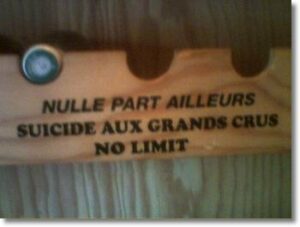 NULLE PART AILLEURS
SUICIDE AUX GRANDS CRUS
NO LIMIT